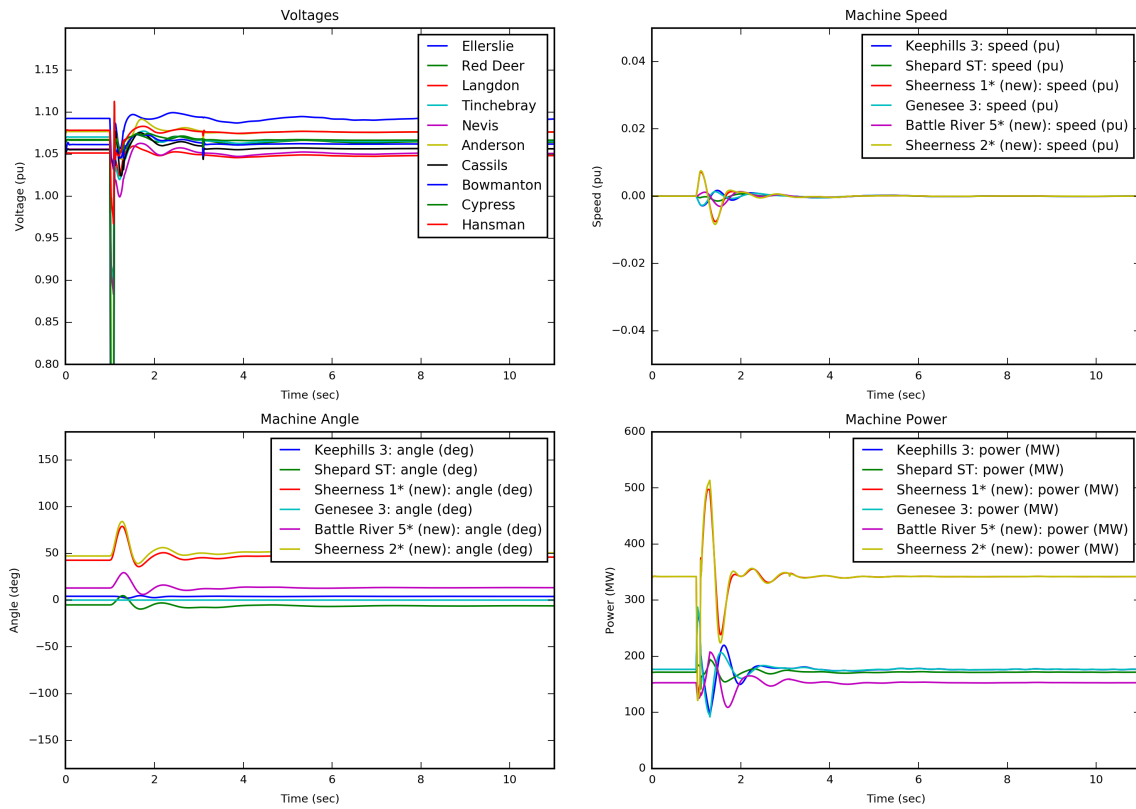 Voltages
1.15
1.10
1.05
1.00
0.95
0.90
0.85
0.80
Voltage (pu)
0
2
4
6
8
10
Time (sec)
Ellerslie
Red Deer
Langdon
Tinchebray
Nevis
Anderson
Cassils
Bowmanton
Cypress
Hansman
Machine Speed
0.04
0.02
0.00
−0.02
−0.04
Speed (pu)
0
2
4
6
8
10
Time (sec)
Keephills 3: speed (pu)
Shepard ST: speed (pu)
Sheerness 1* (new): speed (pu)
Genesee 3: speed (pu)
Battle River 5* (new): speed (pu)
Sheerness 2* (new): speed (pu)
Machine Angle
150
100
50
0
−50
−100
−150
Angle (deg)
0
2
4
6
8
10
Time (sec)
Keephills 3: angle (deg)
Shepard ST: angle (deg)
Sheerness 1* (new): angle (deg)
Genesee 3: angle (deg)
Battle River 5* (new): angle (deg)
Sheerness 2* (new): angle (deg)
Machine Power
600
500
400
300
200
100
0
Power (MW)
0
2
4
6
8
10
Time (sec)
Keephills 3: power (MW)
Shepard ST: power (MW)
Sheerness 1* (new): power (MW)
Genesee 3: power (MW)
Battle River 5* (new): power (MW)
Sheerness 2* (new): power (MW)